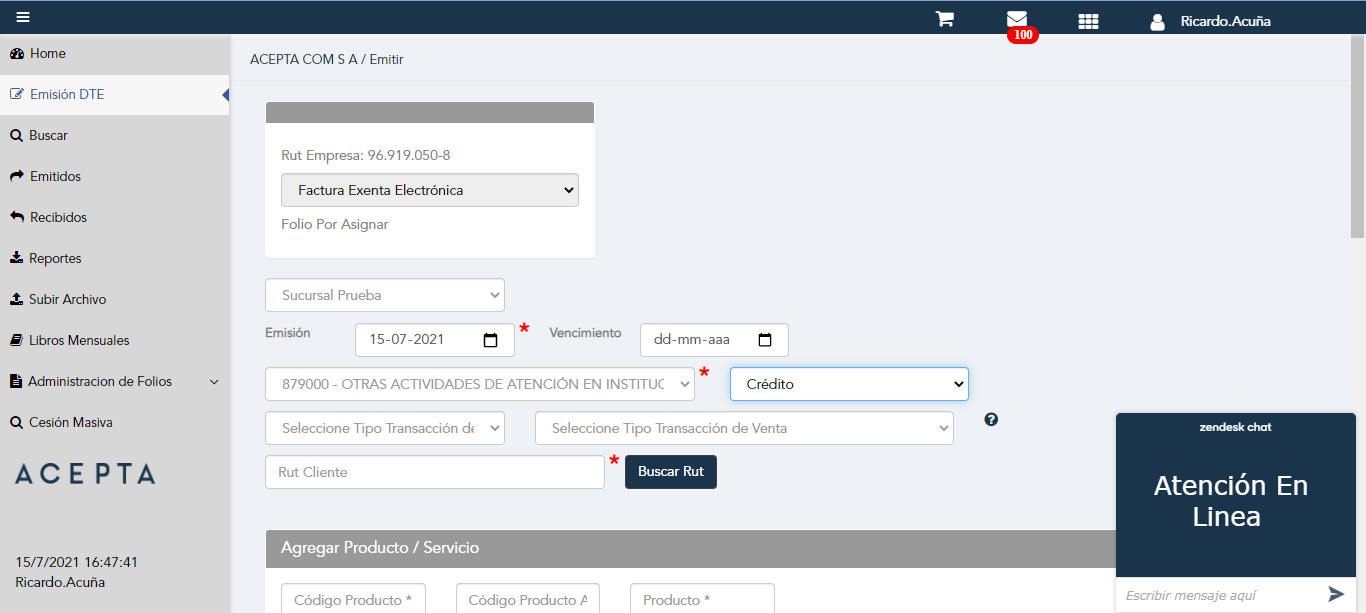 100
Ricardo.Acuña
Home
Emisión DTE
Buscar
Emitidos
Recibidos
Reportes
Subir Archivo
Libros Mensuales
Administracion de Folios
Cesión Masiva
ACEPTA
15/7/2021 16:47:41
Ricardo.Acuña
ACEPTA COM S A / Emitir
Rut Empresa: 96.919.050-8
Factura Exenta Electrónica
Folio Por Asignar
Sucursal Prueba
Emisión 15-07-2021 * Vencimiento dd-mm-aaa
879000 - OTRAS ACTIVIDADES DE ATENCIÓN EN INSTITUC * Crédito
Seleccione Tipo Transacción de Seleccione Tipo Transacción de Venta ?
Rut Cliente * Buscar Rut
Agregar Producto / Servicio
Código Producto * Código Producto A Producto *
zendesk chat
Atención En
Linea
Escribir mensaje aquí